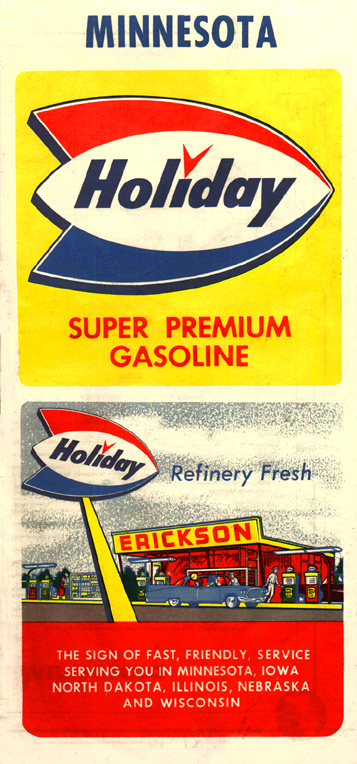 MINNESOTA
Holiday
SUPER PREMIUM
GASOLINE
Holiday
Refinery Fresh
ERICKSON
THE SIGN OF FAST, FRIENDLY, SERVICE
SERVING YOU IN MINNESOTA, IOWA
NORTH DAKOTA, ILLINOIS, NEBRASKA
AND WISCONSIN